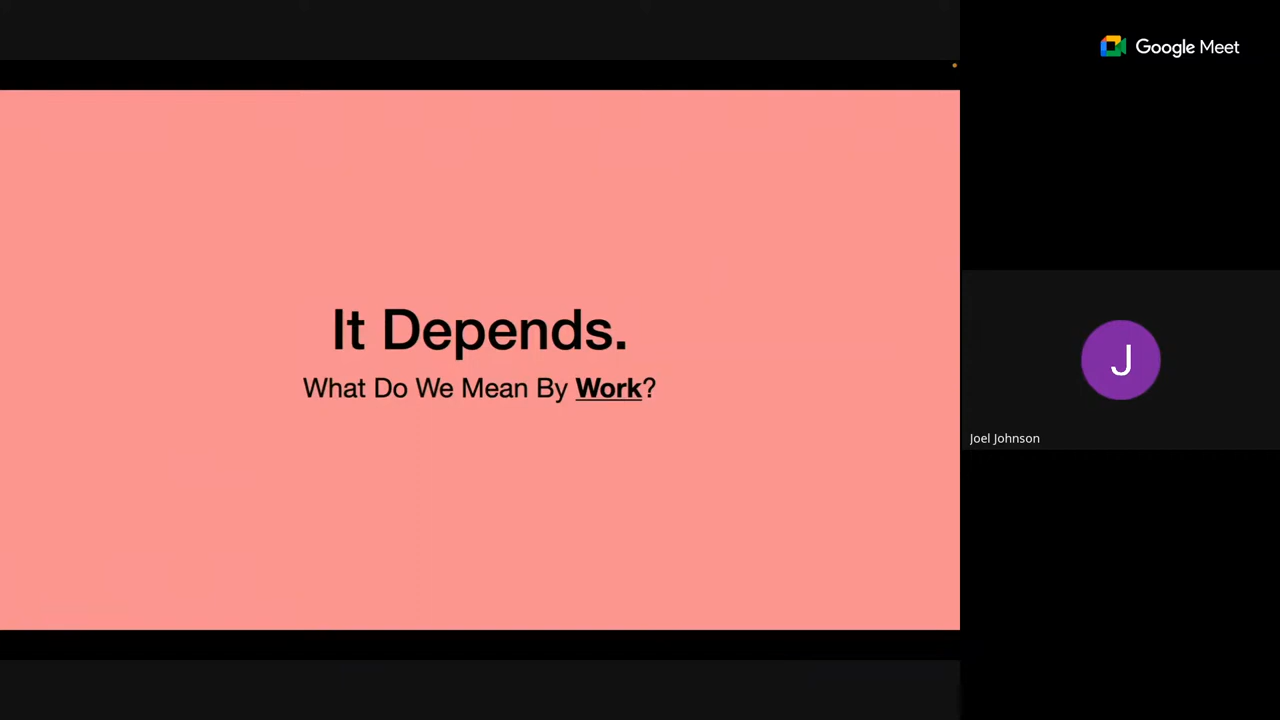 Google Meet
It Depends.
What Do We Mean By Work?
J
Joel Johnson